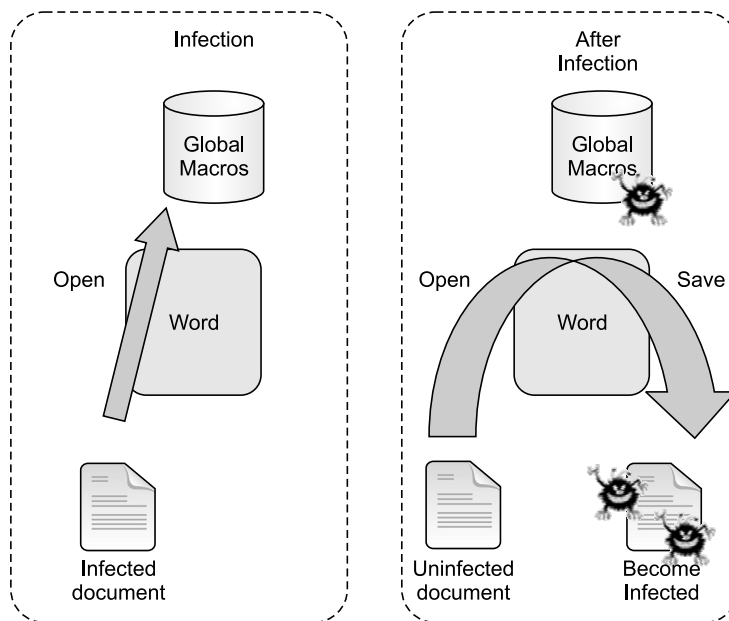 Infection
Global
Macros
Open
Word
Infected
document
After
Infection
Global
Macros
Open
Save
Word
Uninfected
document
Become
Infected